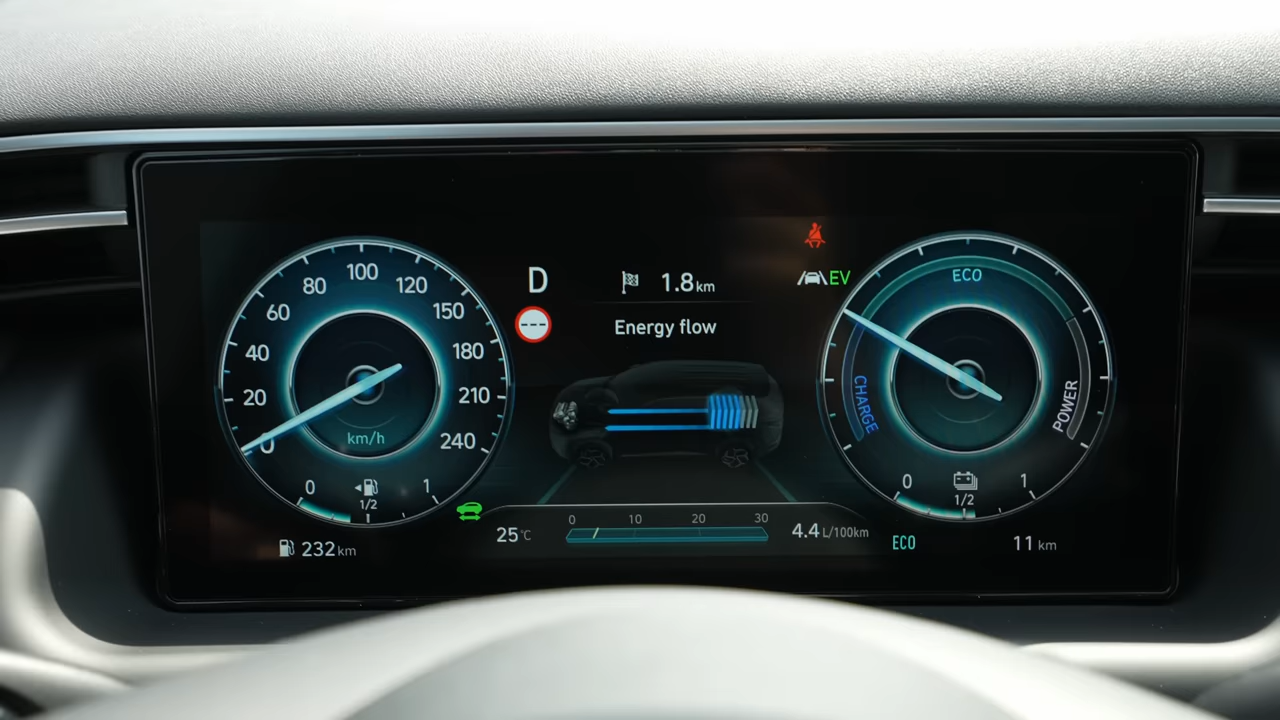 D
1.8 km
EV
Energy flow
0
20
40
60
80
100
120
150
180
210
240
km/h
0
1/2
1
232 km
25 °C
0 10 20 30
4.4 L/100km
ECO
CHARGE
POWER
0
1/2
1
ECO
11 km